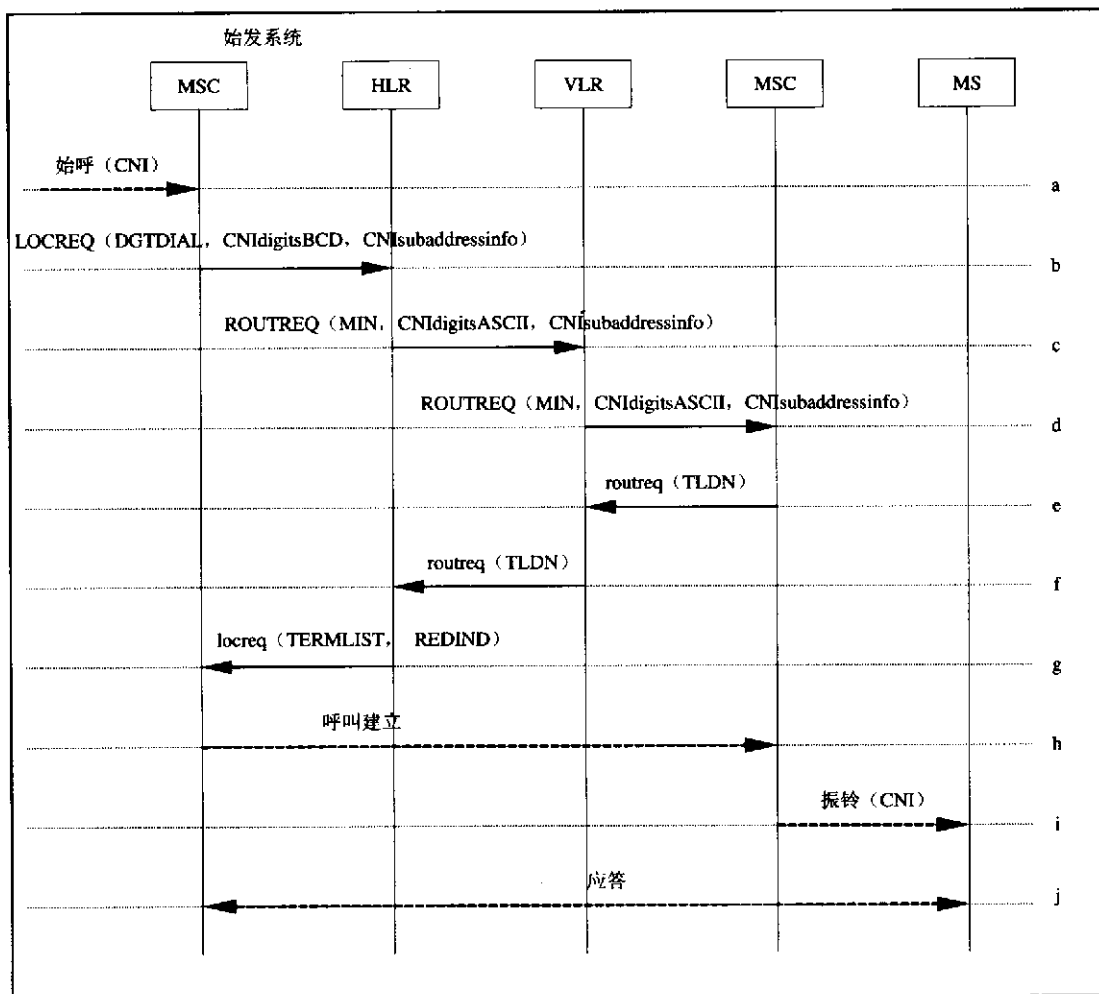 始发系统
MSC HLR VLR MSC MS
始呼（CNI）
a
LOCREQ（DGTDIAL，CNIdigitsBCD，CNIsubaddressinfo）
b
ROUTREQ（MIN，CNIdigitsASCII，CNIsubaddressinfo）
c
ROUTREQ（MIN，CNIdigitsASCII，CNIsubaddressinfo）
d
routreq（TLDN）
e
routreq（TLDN）
f
locreq（TERMLIST， REDIND）
g
呼叫建立
h
振铃（CNI）
i
应答
j